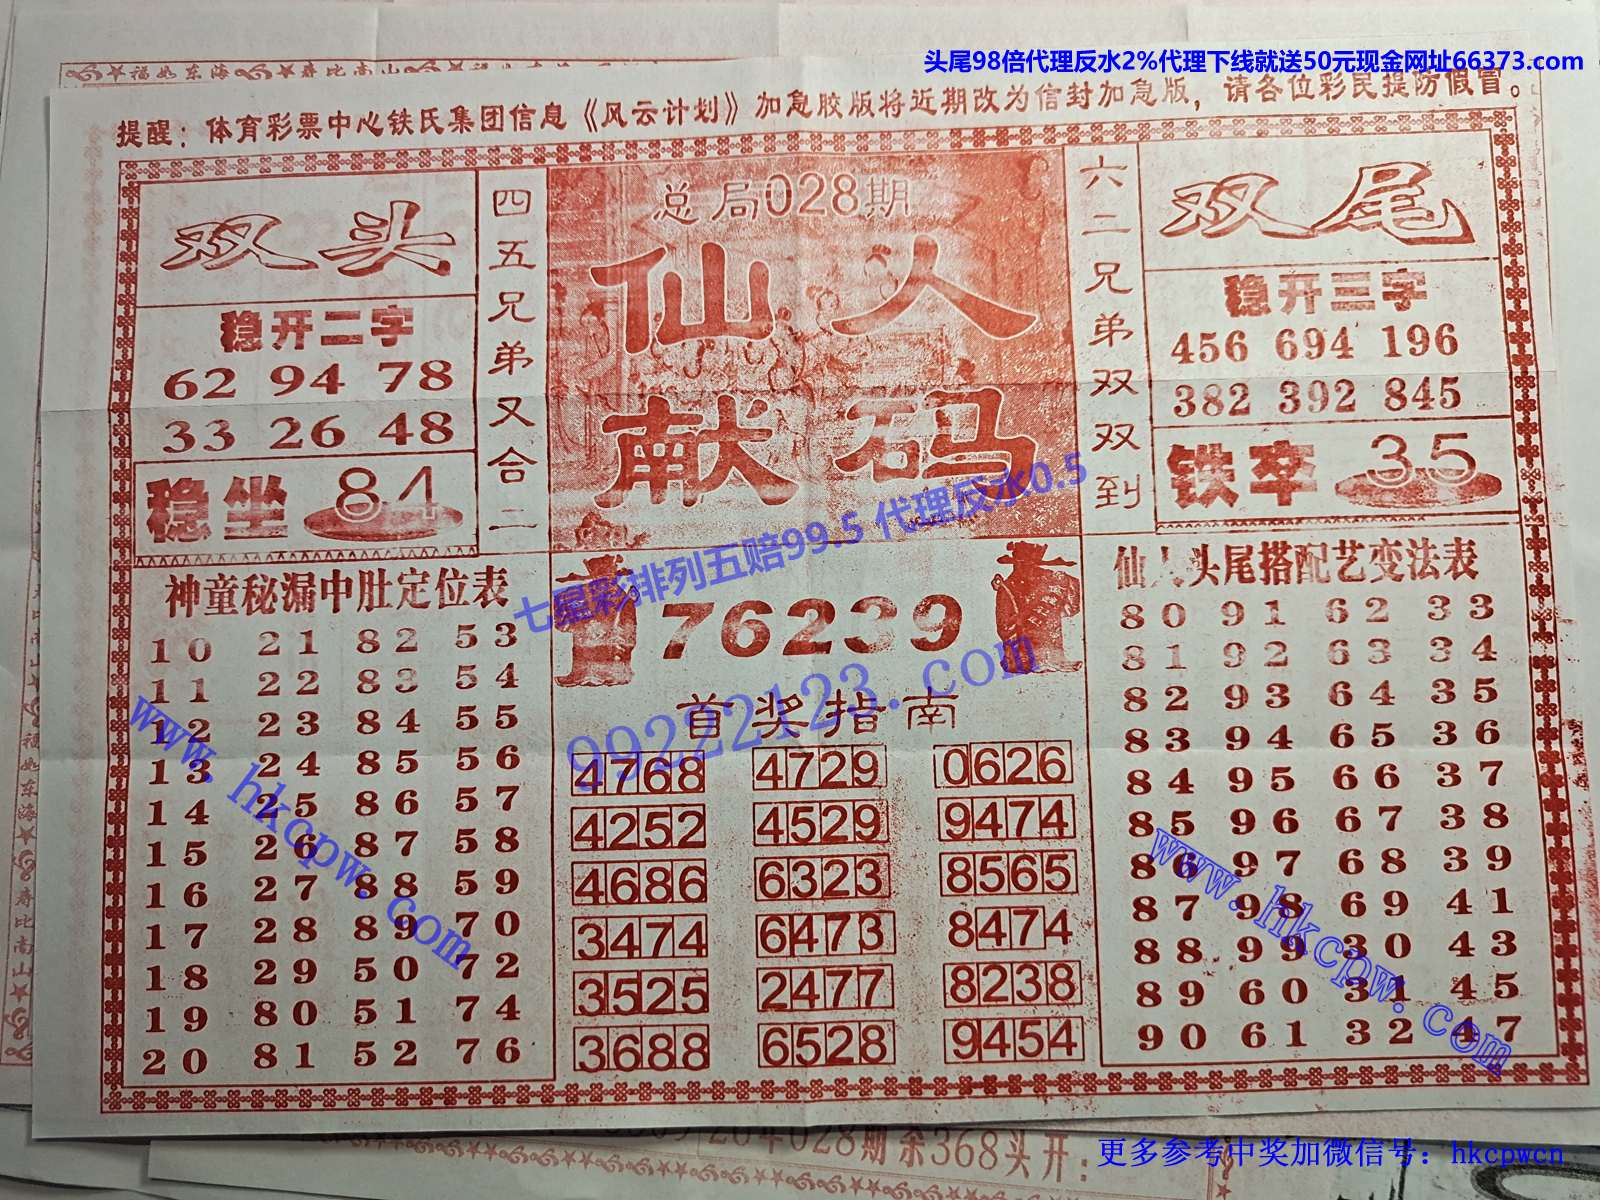 头尾98倍代理反水2%代理下线就送50元现金网址66373.com
提醒：体育彩票中心铁氏集团信息《风云计划》加急胶版将近期改为信封加急版，请各位彩民提防假冒。
双头
稳开二字
62 94 78
33 26 48
稳坐 84
四五兄弟又合二
总局028期
仙人
献码
六二兄弟双双到
双尾
稳开三字
456 694 196
382 392 845
铁卒 35
七星彩排列五赔99.5 代理反水0.5
神童秘漏中肚定位表
10 21 82 53
11 22 83 54
12 23 84 55
13 24 85 56
14 25 86 57
15 26 87 58
16 27 88 59
17 28 89 70
18 29 50 72
19 80 51 74
20 81 52 76
76239
99222123.com
首奖指南
4768 4729 0626
4252 4529 9474
4686 6323 8565
3474 6473 8474
3525 2477 8238
3688 6528 9454
仙人头尾搭配艺变法表
80 91 62 33
81 92 63 34
82 93 64 35
83 94 65 36
84 95 66 37
85 96 67 38
86 97 68 39
87 98 69 41
88 99 30 43
89 60 31 45
90 61 32 47
www.hkcpw.com
www.hkcpw.com
028期余368头开：
更多参考中奖加微信号：hkcpwcn